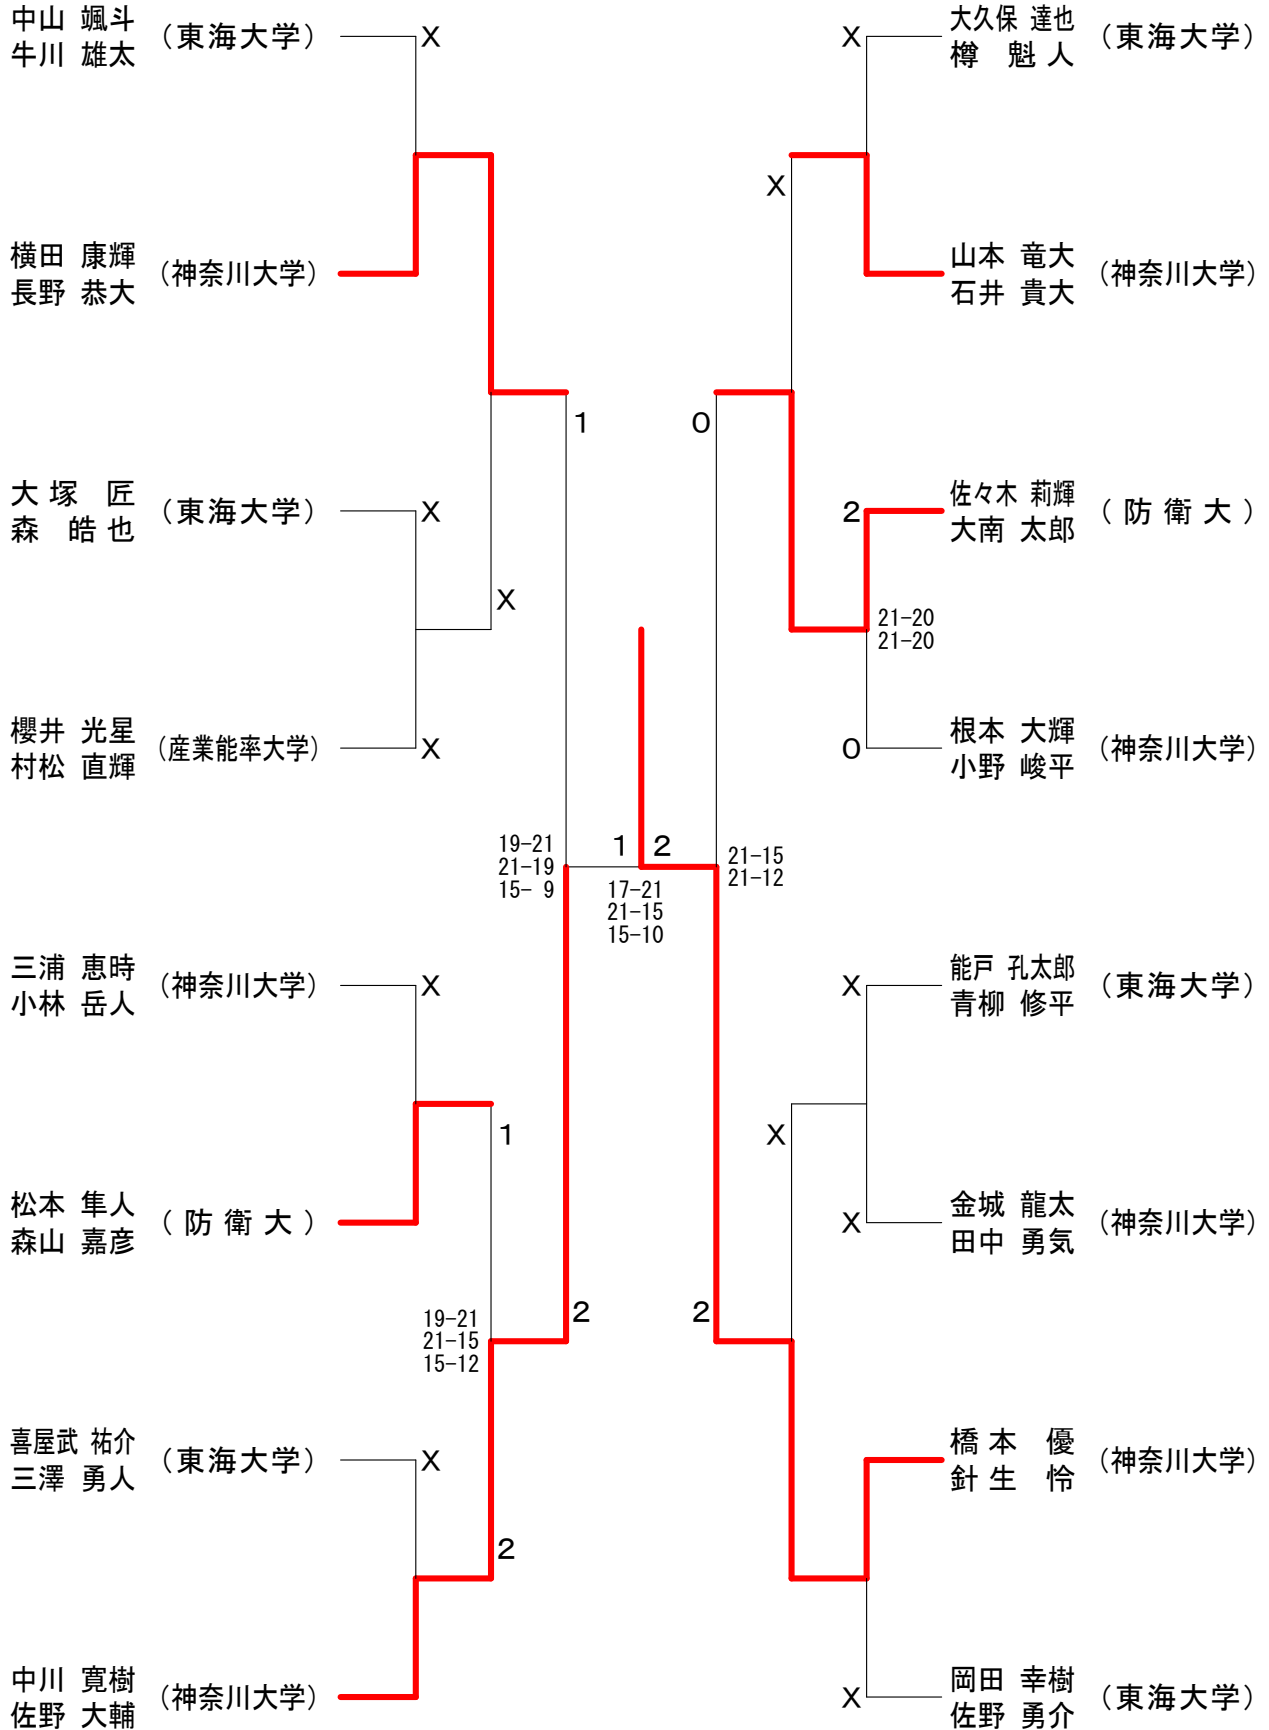 中山 颯斗
牛川 雄太
（東海大学）
X
横田 康輝
長野 恭大
（神奈川大学）
大塚 匠
森 皓也
（東海大学）
X
X
櫻井 光星
村松 直輝
（産業能率大学）
X
1
19-21
21-19
15- 9
三浦 恵時
小林 岳人
（神奈川大学）
X
松本 隼人
森山 嘉彦
（防衛大）
1
19-21
21-15
15-12
2
喜屋武 祐介
三澤 勇人
（東海大学）
X
2
中川 寛樹
佐野 大輔
（神奈川大学）
1
2
17-21
21-15
15-10
大久保 達也
樽 魁人
（東海大学）
X
X
山本 竜大
石井 貴大
（神奈川大学）
0
佐々木 莉輝
大南 太郎
（防衛大）
2
21-20
21-20
根本 大輝
小野 峻平
（神奈川大学）
0
21-15
21-12
能戸 孔太郎
青柳 修平
（東海大学）
X
X
金城 龍太
田中 勇気
（神奈川大学）
X
2
橋本 優
針生 怜
（神奈川大学）
岡田 幸樹
佐野 勇介
（東海大学）
X